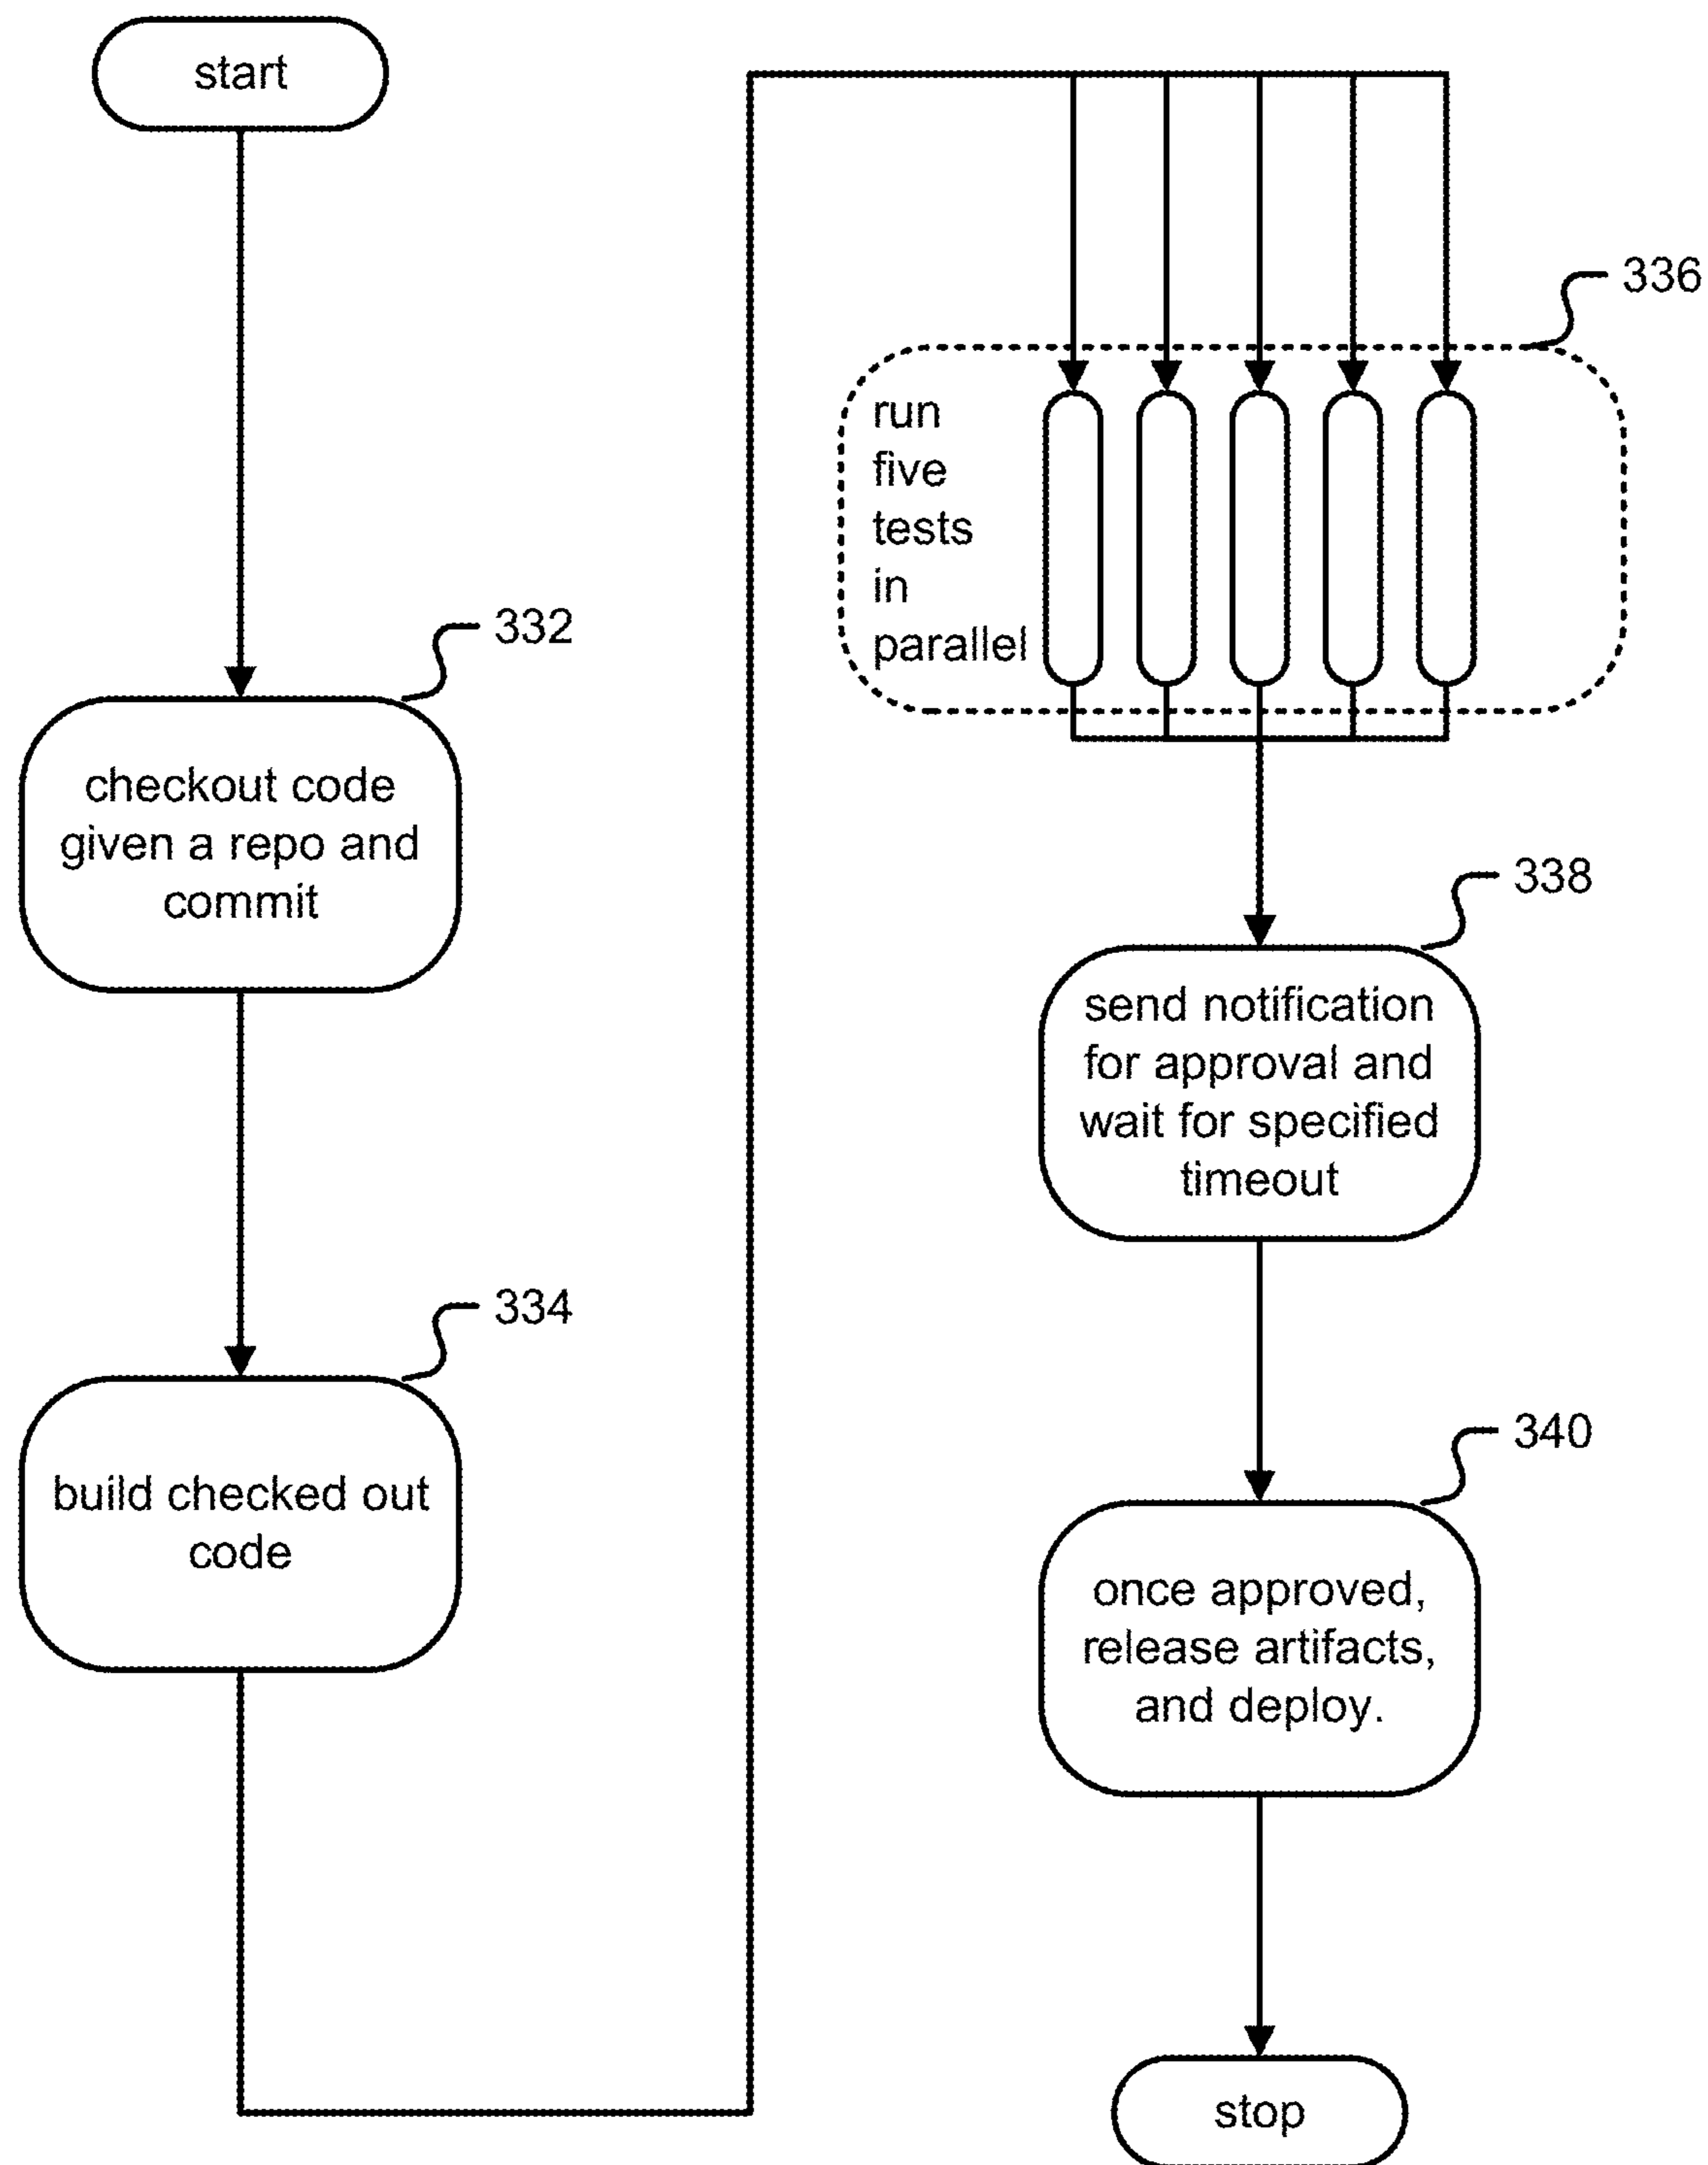 start
332
checkout code
given a repo and
commit
334
build checked out
code
336
run
five
tests
in
parallel
338
send notification
for approval and
wait for specified
timeout
340
once approved,
release artifacts,
and deploy.
stop